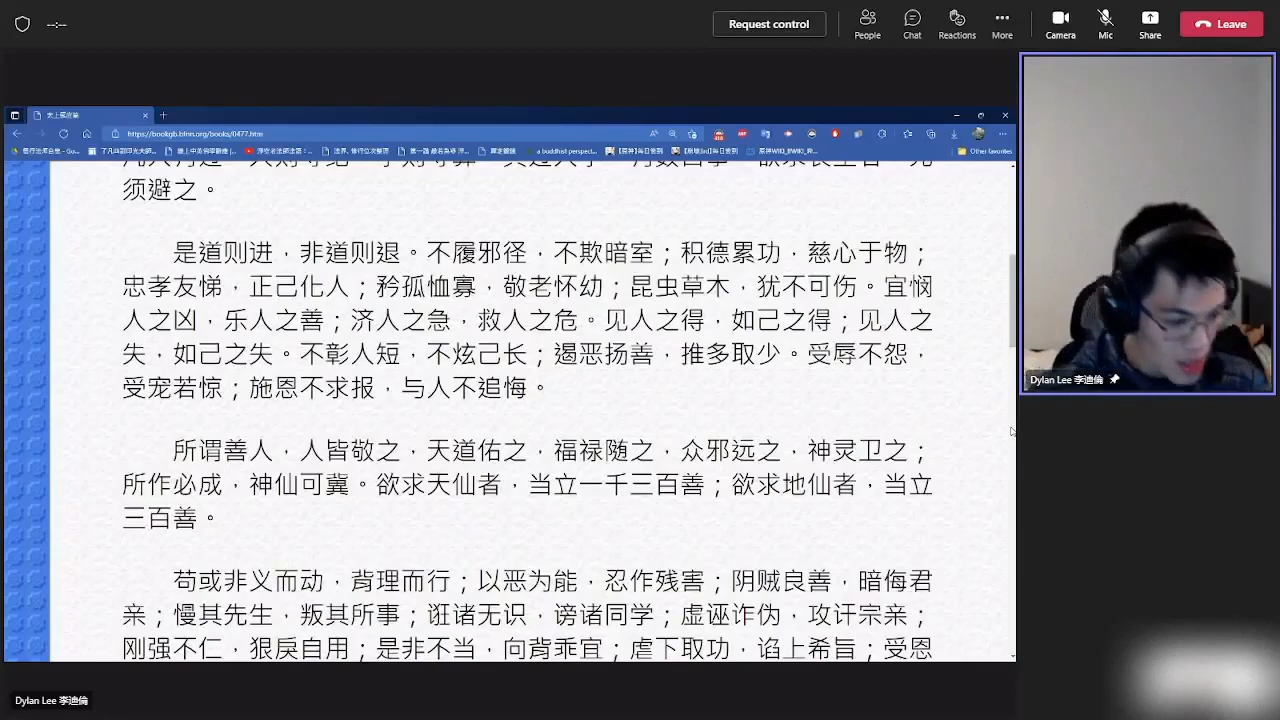 --:--
Request control
People
Chat
Reactions
More
Camera
Mic
Share
Leave
太上感应篇
https://bookgb.bfnn.org/books/0477.htm
a buddhist perspect...
Other favorites
须避之。
是道则进，非道则退。不履邪径，不欺暗室；积德累功，慈心于物；
忠孝友悌，正己化人；矜孤恤寡，敬老怀幼；昆虫草木，犹不可伤。宜悯
人之凶，乐人之善；济人之急，救人之危。见人之得，如己之得；见人之
失，如己之失。不彰人短，不炫己长；遏恶扬善，推多取少。受辱不怨，
受宠若惊；施恩不求报，与人不追悔。
所谓善人，人皆敬之，天道佑之，福禄随之，众邪远之，神灵卫之；
所作必成，神仙可冀。欲求天仙者，当立一千三百善；欲求地仙者，当立
三百善。
苟或非义而动，背理而行；以恶为能，忍作残害；阴贼良善，暗侮君
亲；慢其先生，叛其所事；诳诸无识，谤诸同学；虚诬诈伪，攻讦宗亲；
刚强不仁，狠戾自用；是非不当，向背乖宜；虐下取功，谄上希旨；受恩
Dylan Lee 李迪倫
Dylan Lee 李迪倫